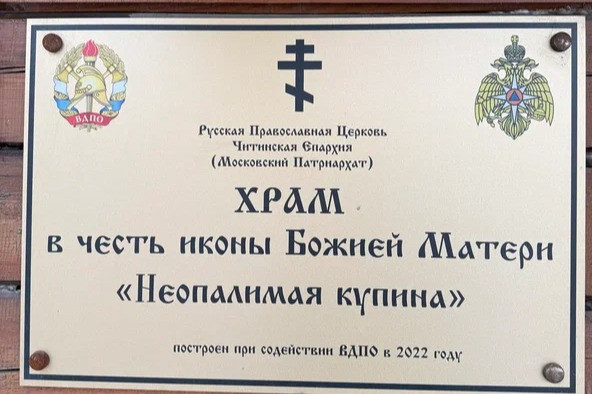 ВДПО
Русская Православная Церковь
Читинская Епархия
(Московский Патриархат)
ХРАМ
в честь иконы Божией Матери
«Неопалимая купина»
построен при содействии ВДПО в 2022 году